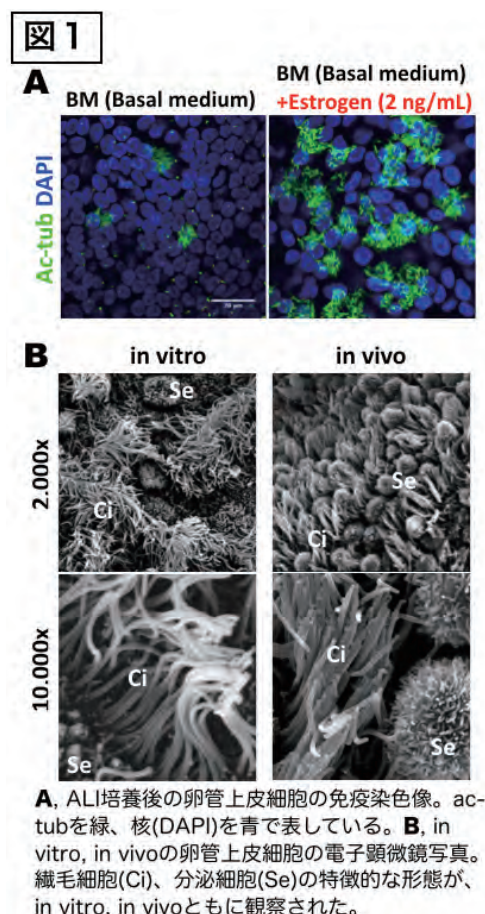 図1
A
BM (Basal medium)
BM (Basal medium)
+Estrogen (2 ng/mL)
Ac-tub DAPI
B
in vitro
in vivo
2.000x
Se
Ci
Se
Ci
10.000x
Ci
Se
Ci
Se
A, ALI培養後の卵管上皮細胞の免疫染色像。ac-
tubを緑、核(DAPI)を青で表している。B, in
vitro, in vivoの卵管上皮細胞の電子顕微鏡写真。
繊毛細胞(Ci)、分泌細胞(Se)の特徴的な形態が、
in vitro, in vivoともに観察された。